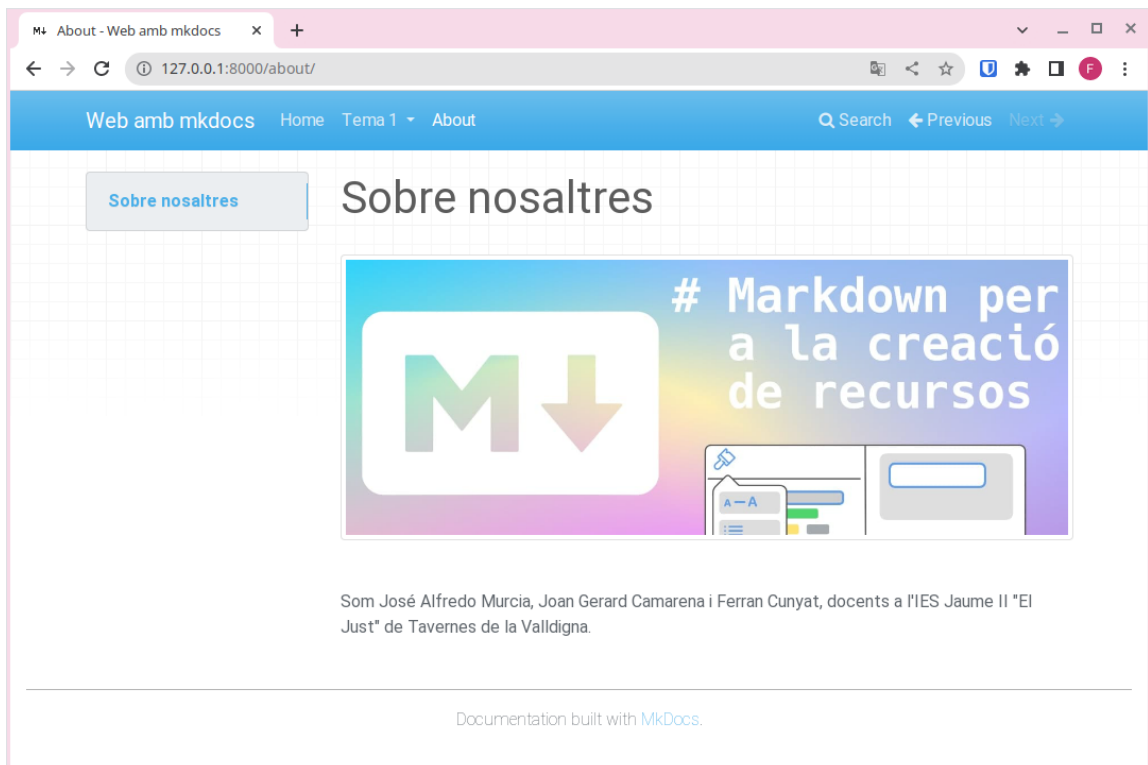 M↓ About - Web amb mkdocs
127.0.0.1:8000/about/
F
Web amb mkdocs Home Tema 1 About Search Previous Next
Sobre nosaltres
Sobre nosaltres
# Markdown per
a la creació
de recursos
M
A — A
Som José Alfredo Murcia, Joan Gerard Camarena i Ferran Cunyat, docents a l'IES Jaume II "El
Just" de Tavernes de la Valldigna.
Documentation built with MkDocs.